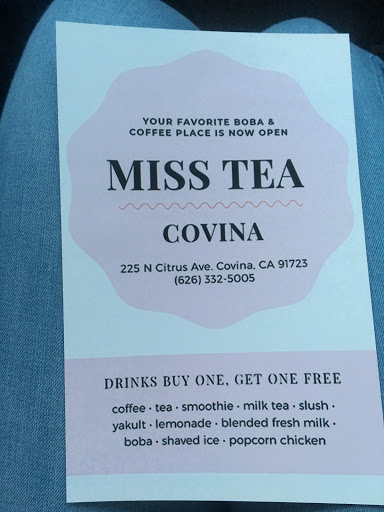 YOUR FAVORITE BOBA &
COFFEE PLACE IS NOW OPEN
MISS TEA
COVINA
225 N Citrus Ave. Covina, CA 91723
(626) 332-5005
DRINKS BUY ONE, GET ONE FREE
coffee · tea · smoothie · milk tea · slush ·
yakult · lemonade · blended fresh milk ·
boba · shaved ice · popcorn chicken